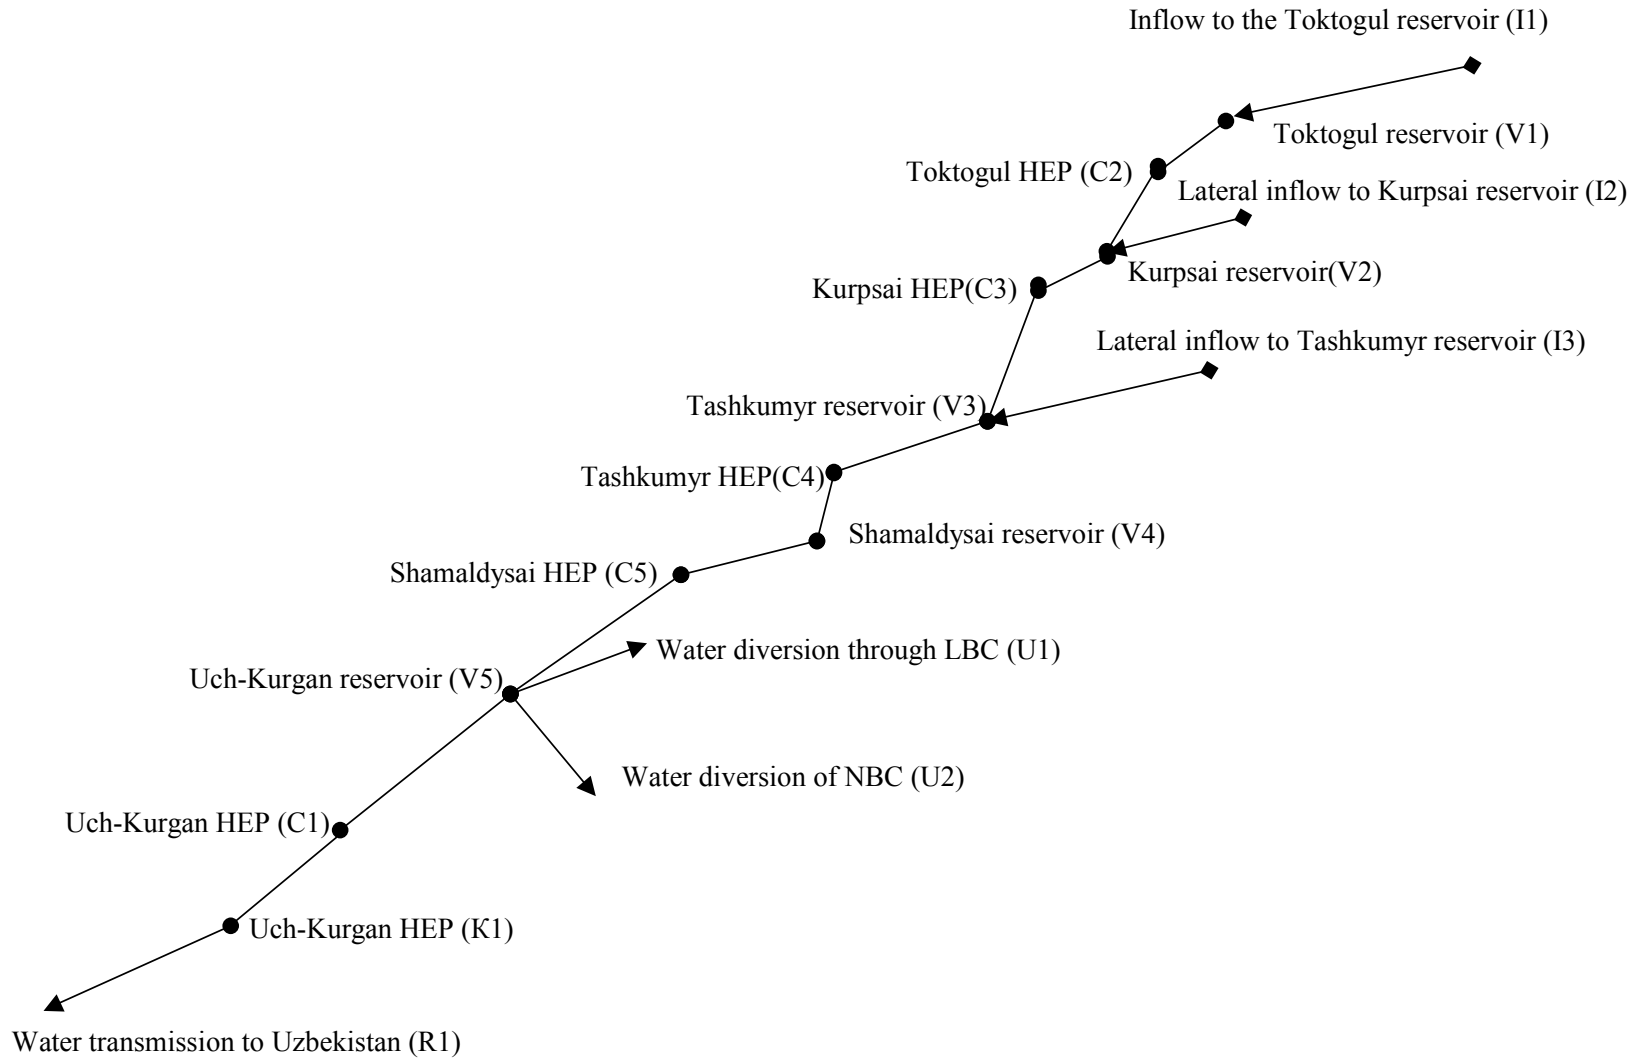 Inflow to the Toktogul reservoir (I1)
Toktogul reservoir (V1)
Toktogul HEP (C2)
Lateral inflow to Kurpsai reservoir (I2)
Kurpsai reservoir(V2)
Kurpsai HEP(C3)
Lateral inflow to Tashkumyr reservoir (I3)
Tashkumyr reservoir (V3)
Tashkumyr HEP(C4)
Shamaldysai reservoir (V4)
Shamaldysai HEP (C5)
Water diversion through LBC (U1)
Uch-Kurgan reservoir (V5)
Water diversion of NBC (U2)
Uch-Kurgan HEP (C1)
Uch-Kurgan HEP (K1)
Water transmission to Uzbekistan (R1)